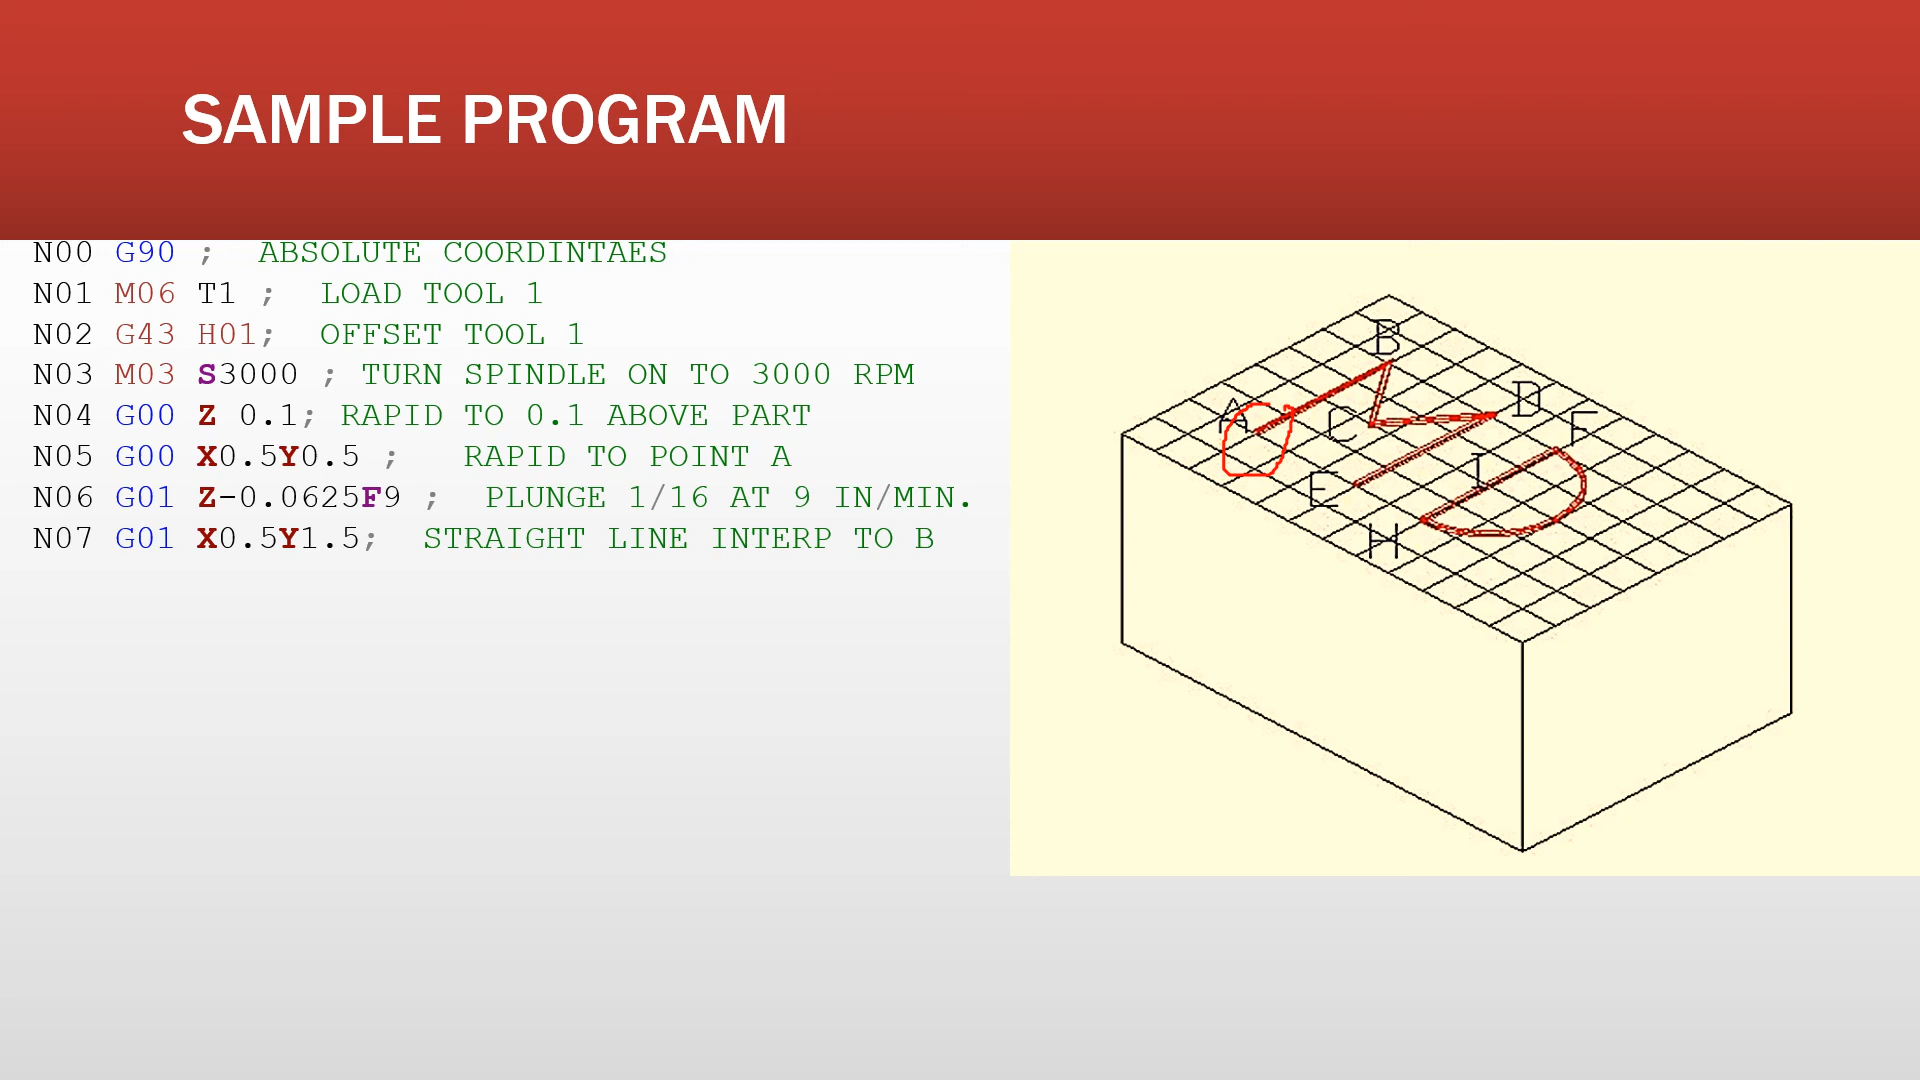 SAMPLE PROGRAM
N00 G90 ; ABSOLUTE COORDINTAES
N01 M06 T1 ; LOAD TOOL 1
N02 G43 H01; OFFSET TOOL 1
N03 M03 S3000 ; TURN SPINDLE ON TO 3000 RPM
N04 G00 Z 0.1; RAPID TO 0.1 ABOVE PART
N05 G00 X0.5Y0.5 ; RAPID TO POINT A
N06 G01 Z-0.0625F9 ; PLUNGE 1/16 AT 9 IN/MIN.
N07 G01 X0.5Y1.5; STRAIGHT LINE INTERP TO B
B
A
C
D
F
I
E
H